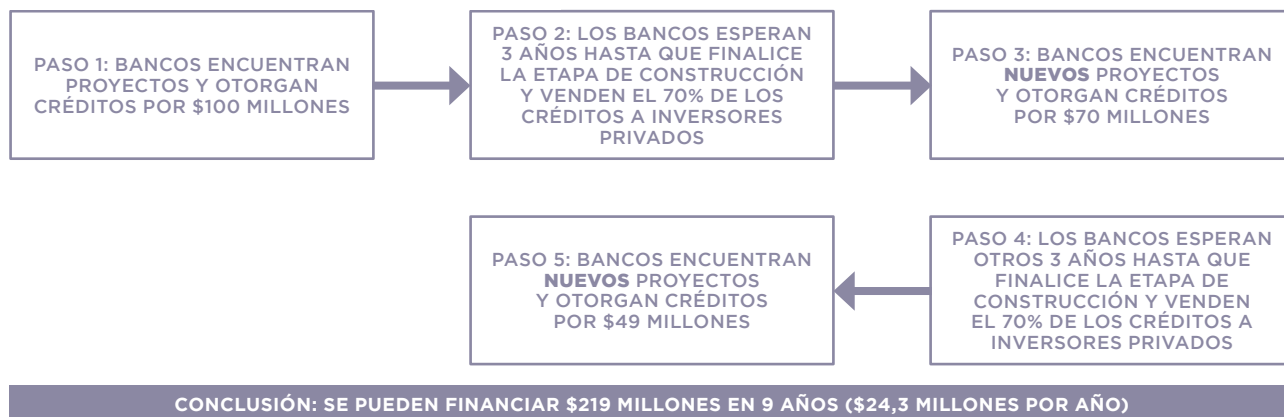 PASO 1: BANCOS ENCUENTRAN
PROYECTOS Y OTORGAN
CRÉDITOS POR $100 MILLONES
PASO 2: LOS BANCOS ESPERAN
3 AÑOS HASTA QUE FINALICE
LA ETAPA DE CONSTRUCCIÓN
Y VENDEN EL 70% DE LOS
CRÉDITOS A INVERSORES
PRIVADOS
PASO 3: BANCOS ENCUENTRAN
NUEVOS PROYECTOS
Y OTORGAN CRÉDITOS
POR $70 MILLONES
PASO 4: LOS BANCOS ESPERAN
OTROS 3 AÑOS HASTA QUE
FINALICE LA ETAPA DE
CONSTRUCCIÓN Y VENDEN
EL 70% DE LOS CRÉDITOS A
INVERSORES PRIVADOS
PASO 5: BANCOS ENCUENTRAN
NUEVOS PROYECTOS
Y OTORGAN CRÉDITOS
POR $49 MILLONES
CONCLUSIÓN: SE PUEDEN FINANCIAR $219 MILLONES EN 9 AÑOS ($24,3 MILLONES POR AÑO)